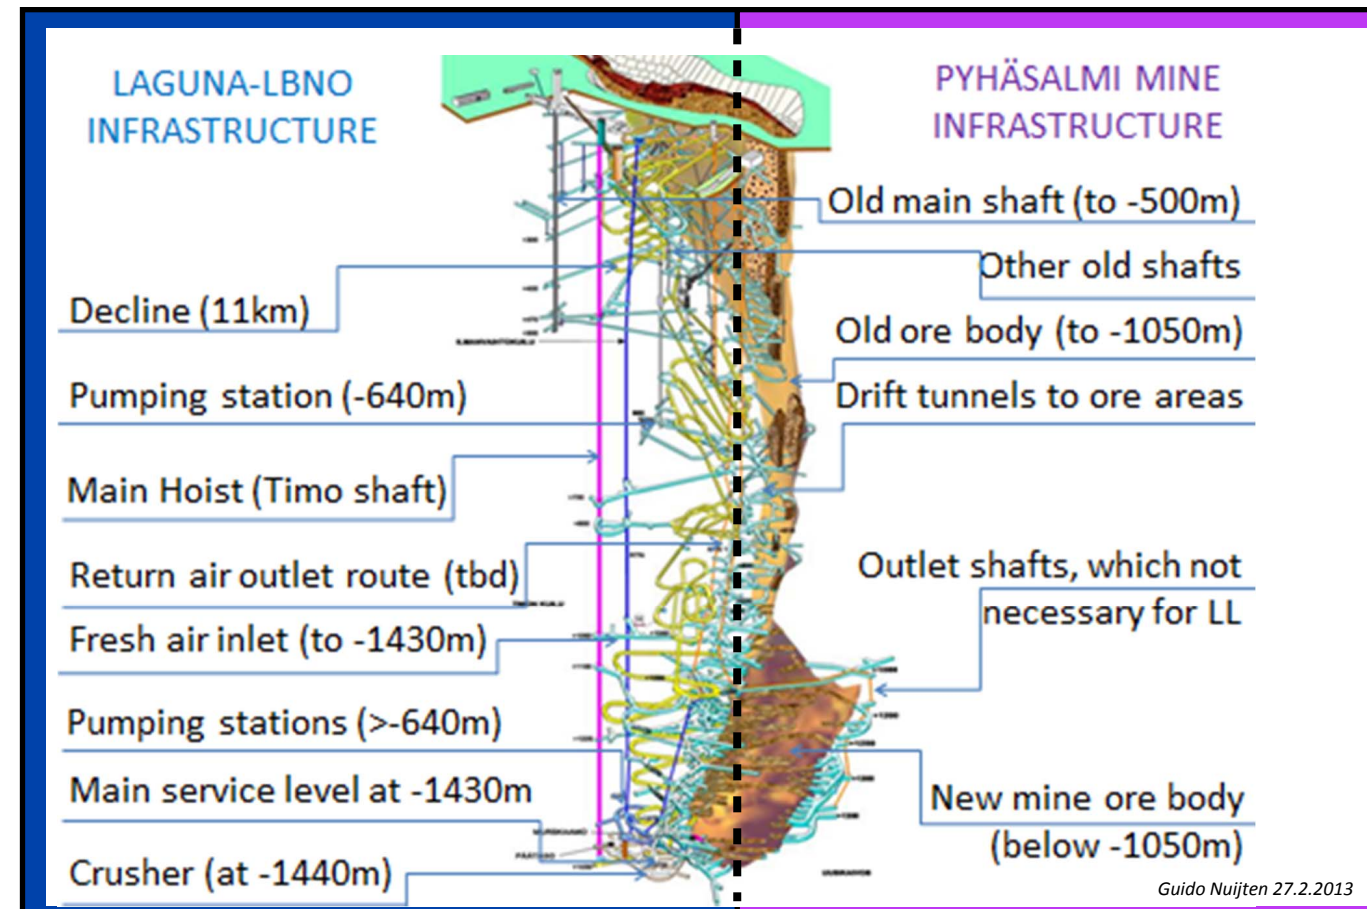 LAGUNA-LBNO
INFRASTRUCTURE
Decline (11km)
Pumping station (-640m)
Main Hoist (Timo shaft)
Return air outlet route (tbd)
Fresh air inlet (to -1430m)
Pumping stations (>-640m)
Main service level at -1430m
Crusher (at -1440m)
PYHÄSALMI MINE
INFRASTRUCTURE
Old main shaft (to -500m)
Other old shafts
Old ore body (to -1050m)
Drift tunnels to ore areas
Outlet shafts, which not
necessary for LL
New mine ore body
(below -1050m)
Guido Nuijten 27.2.2013